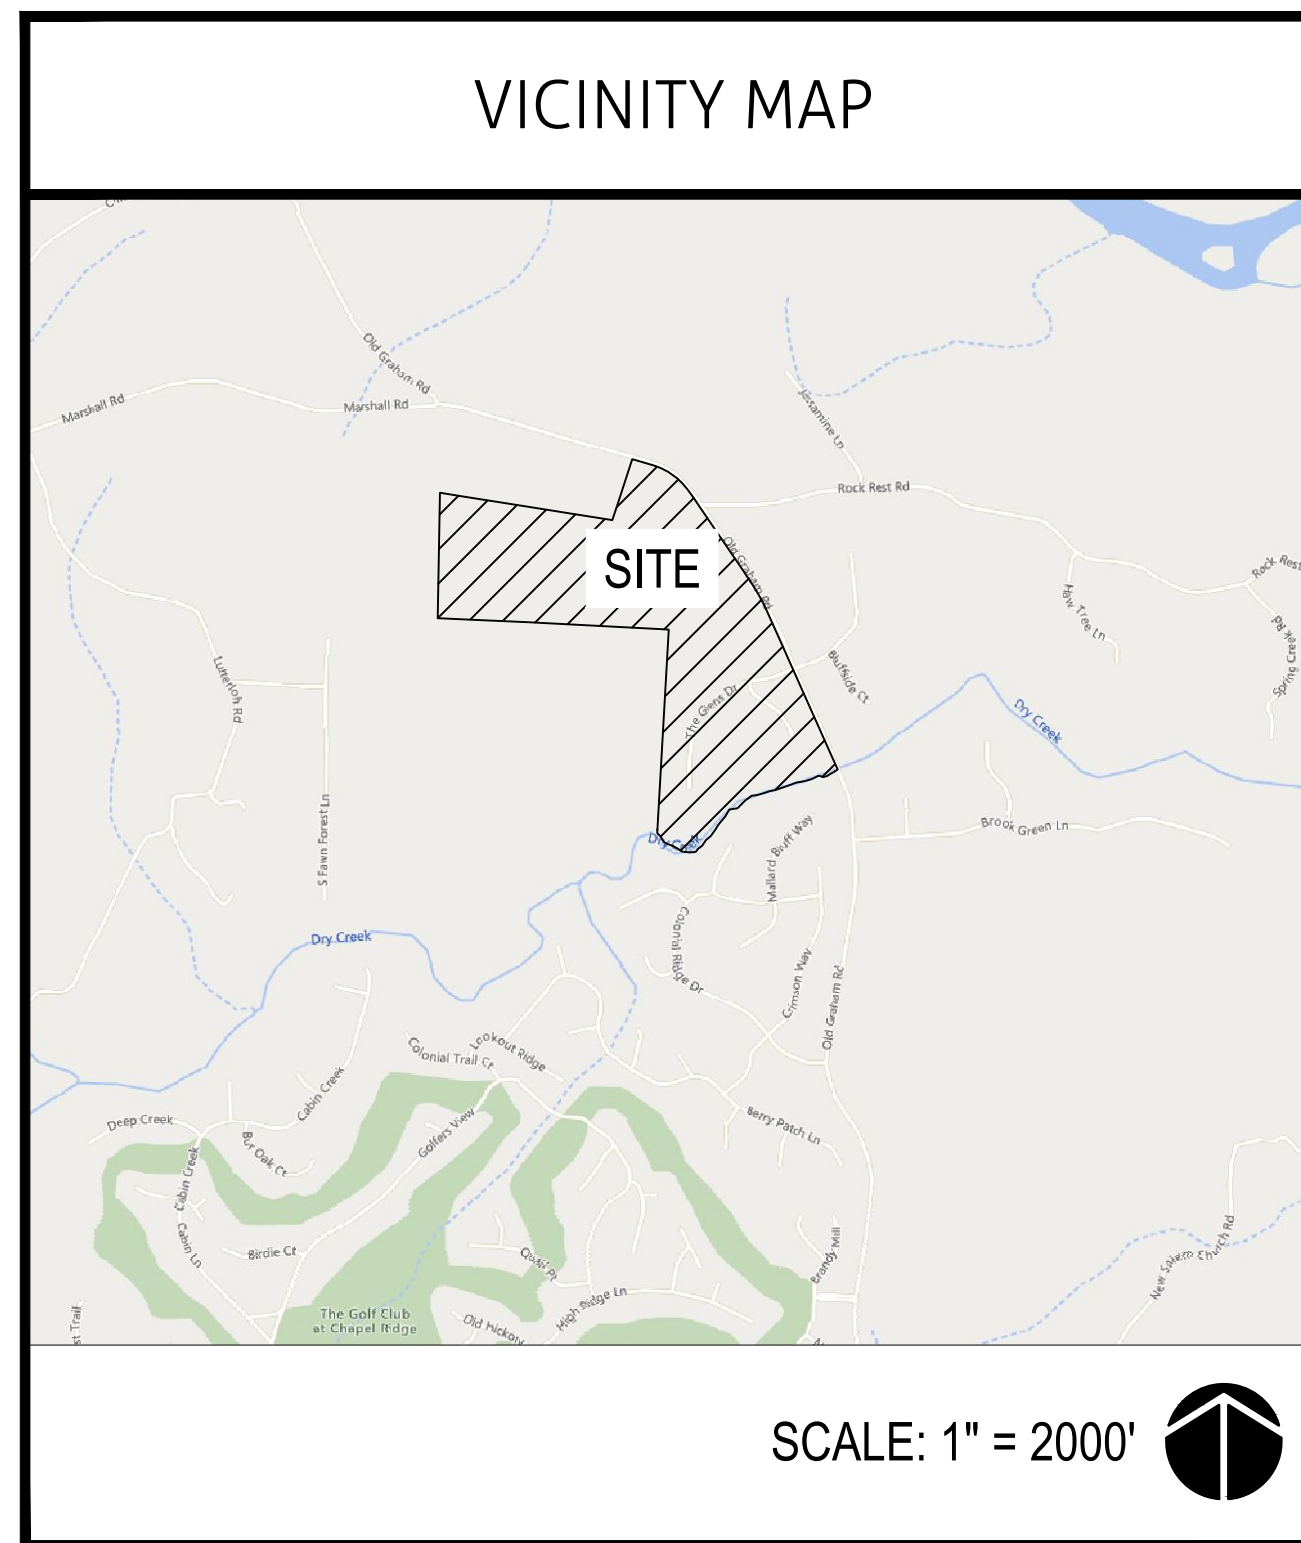 VICINITY MAP
Old Graham Rd
Marshall Rd
Marshall Rd
Jessamine Ln
Rock Rest Rd
SITE
Old Graham Rd
Rock Rest
Haw Tree Ln
Spring Creek Rd
Bluffside Ct
Lutterloh Rd
The Glens Dr
Dry Creek
S Fawn Forest Ln
Dry Creek
Mallard Bluff Way
Brook Green Ln
Dry Creek
Colonial Ridge Dr
Crimson Way
Old Graham Rd
Lookout Ridge
Colonial Trail Ct
Cabin Creek
Deep Creek
Golfers View
Berry Patch Ln
Bur Oak Ct
Cabin Creek
Cabin Ln
Birdie Ct
Quail Pt
Brandy Mill
New Salem Church Rd
High Ridge Ln
Old Hickory
The Golf Club
at Chapel Ridge
st Trail
SCALE: 1" = 2000'